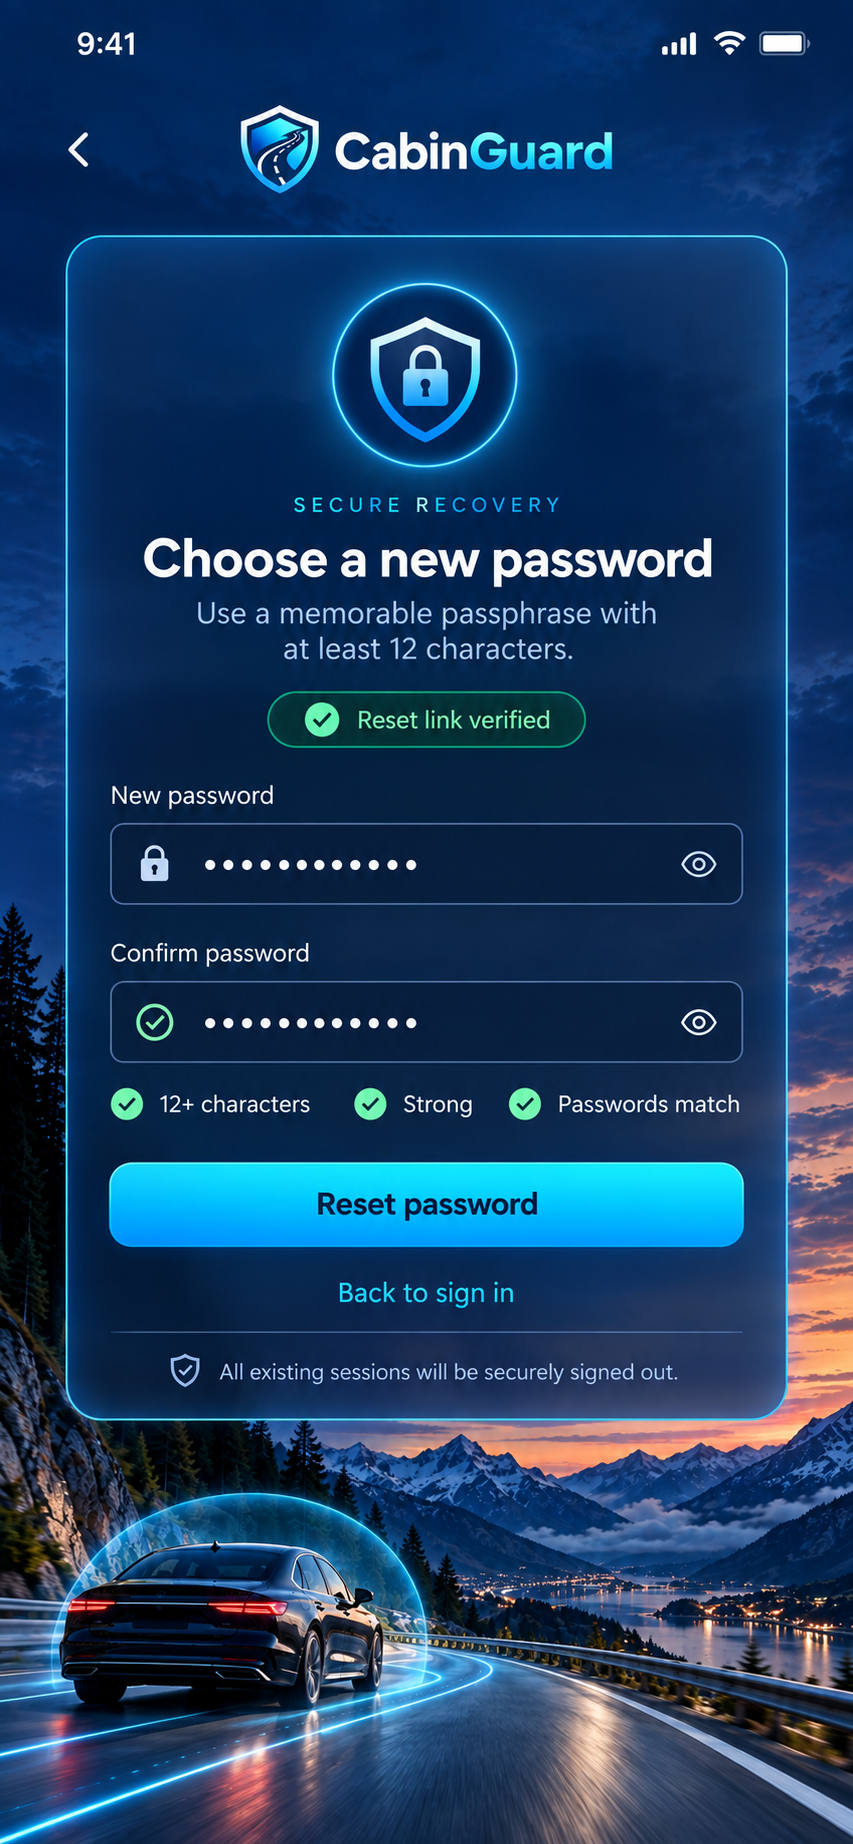 9:41
CabinGuard
SECURE RECOVERY
Choose a new password
Use a memorable passphrase with
at least 12 characters.
Reset link verified
New password
••••••••••••
Confirm password
••••••••••••
12+ characters Strong Passwords match
Reset password
Back to sign in
All existing sessions will be securely signed out.